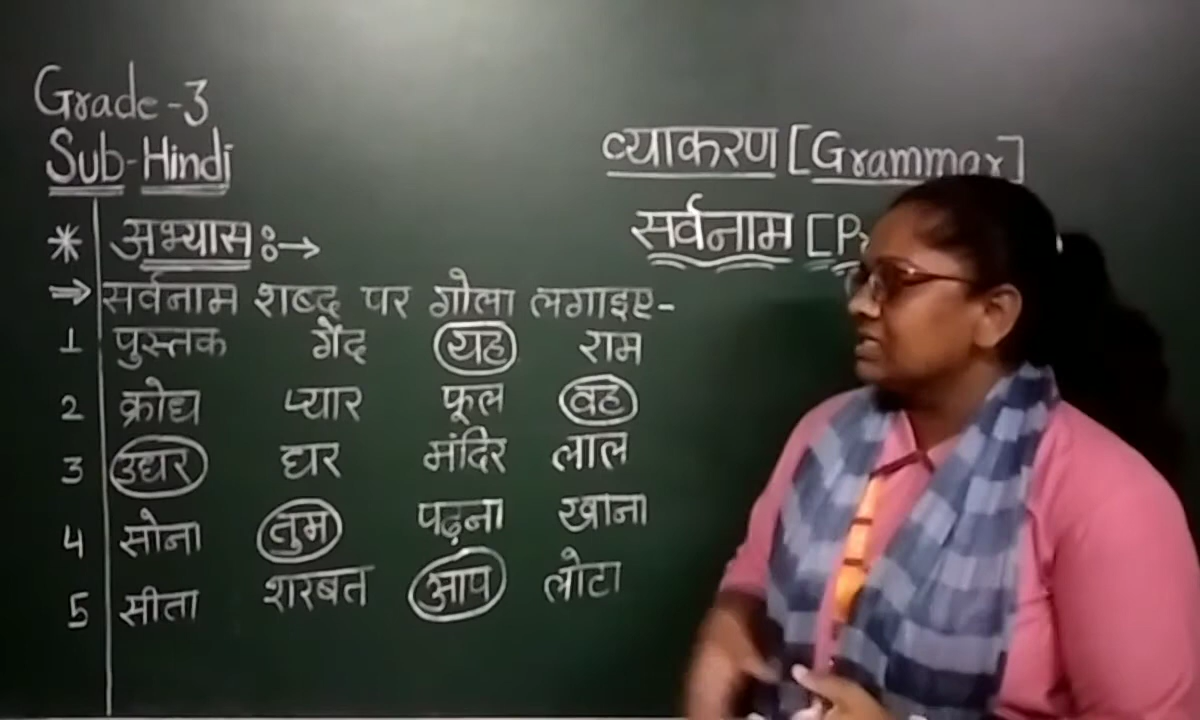 Grade-3
Sub-Hindi
व्याकरण [Grammar]
सर्वनाम [P
* अभ्यास :→
⇒ सर्वनाम शब्द पर गोला लगाइए-
1 पुस्तक गेंद यह राम
2 क्रोध प्यार फूल वह
3 उधर घर मंदिर लाल
4 सोना तुम पढ़ना खाना
5 सीता शरबत आप लोटा